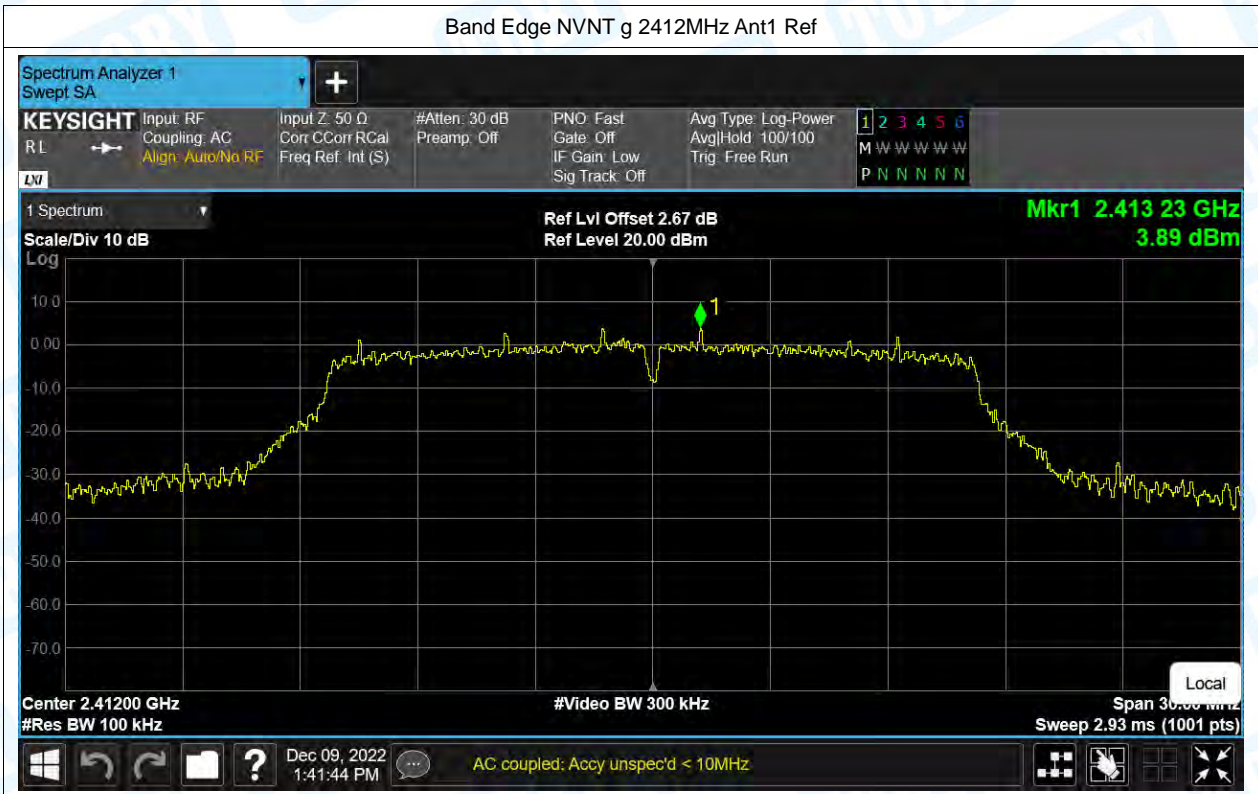 Band Edge NVNT g 2412MHz Ant1 Ref
Spectrum Analyzer 1
Swept SA
+
KEYSIGHT
RL
LXI
Input: RF
Coupling: AC
Align: Auto/No RF
Input Z: 50 Ω
Corr CCorr RCal
Freq Ref: Int (S)
#Atten: 30 dB
Preamp: Off
PNO: Fast
Gate: Off
IF Gain: Low
Sig Track: Off
Avg Type: Log-Power
Avg|Hold: 100/100
Trig: Free Run
1 2 3 4 5 6
M W W W W W
P N N N N N
1 Spectrum
Scale/Div 10 dB
Log
Ref Lvl Offset 2.67 dB
Ref Level 20.00 dBm
Mkr1 2.413 23 GHz
3.89 dBm
1
10.0
0.00
-10.0
-20.0
-30.0
-40.0
-50.0
-60.0
-70.0
Local
Center 2.41200 GHz
#Video BW 300 kHz
Span 30.00 MHz
#Res BW 100 kHz
Sweep 2.93 ms (1001 pts)
?
Dec 09, 2022
1:41:44 PM
AC coupled: Accy unspec'd < 10MHz